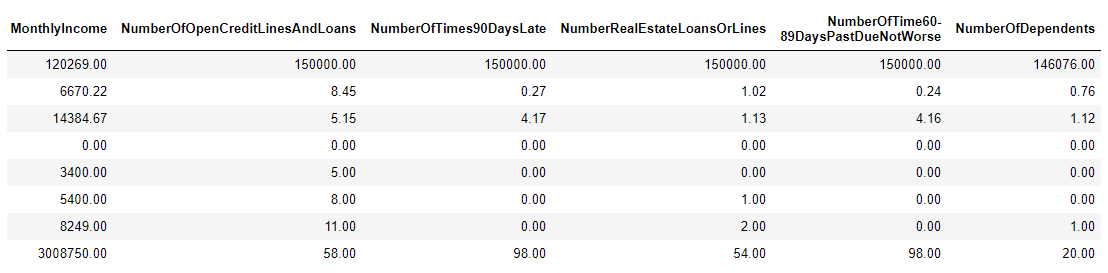 MonthlyIncome NumberOfOpenCreditLinesAndLoans NumberOfTimes90DaysLate NumberRealEstateLoansOrLines NumberOfTime60-
89DaysPastDueNotWorse NumberOfDependents
120269.00 150000.00 150000.00 150000.00 150000.00 146076.00
6670.22 8.45 0.27 1.02 0.24 0.76
14384.67 5.15 4.17 1.13 4.16 1.12
0.00 0.00 0.00 0.00 0.00 0.00
3400.00 5.00 0.00 0.00 0.00 0.00
5400.00 8.00 0.00 1.00 0.00 0.00
8249.00 11.00 0.00 2.00 0.00 1.00
3008750.00 58.00 98.00 54.00 98.00 20.00